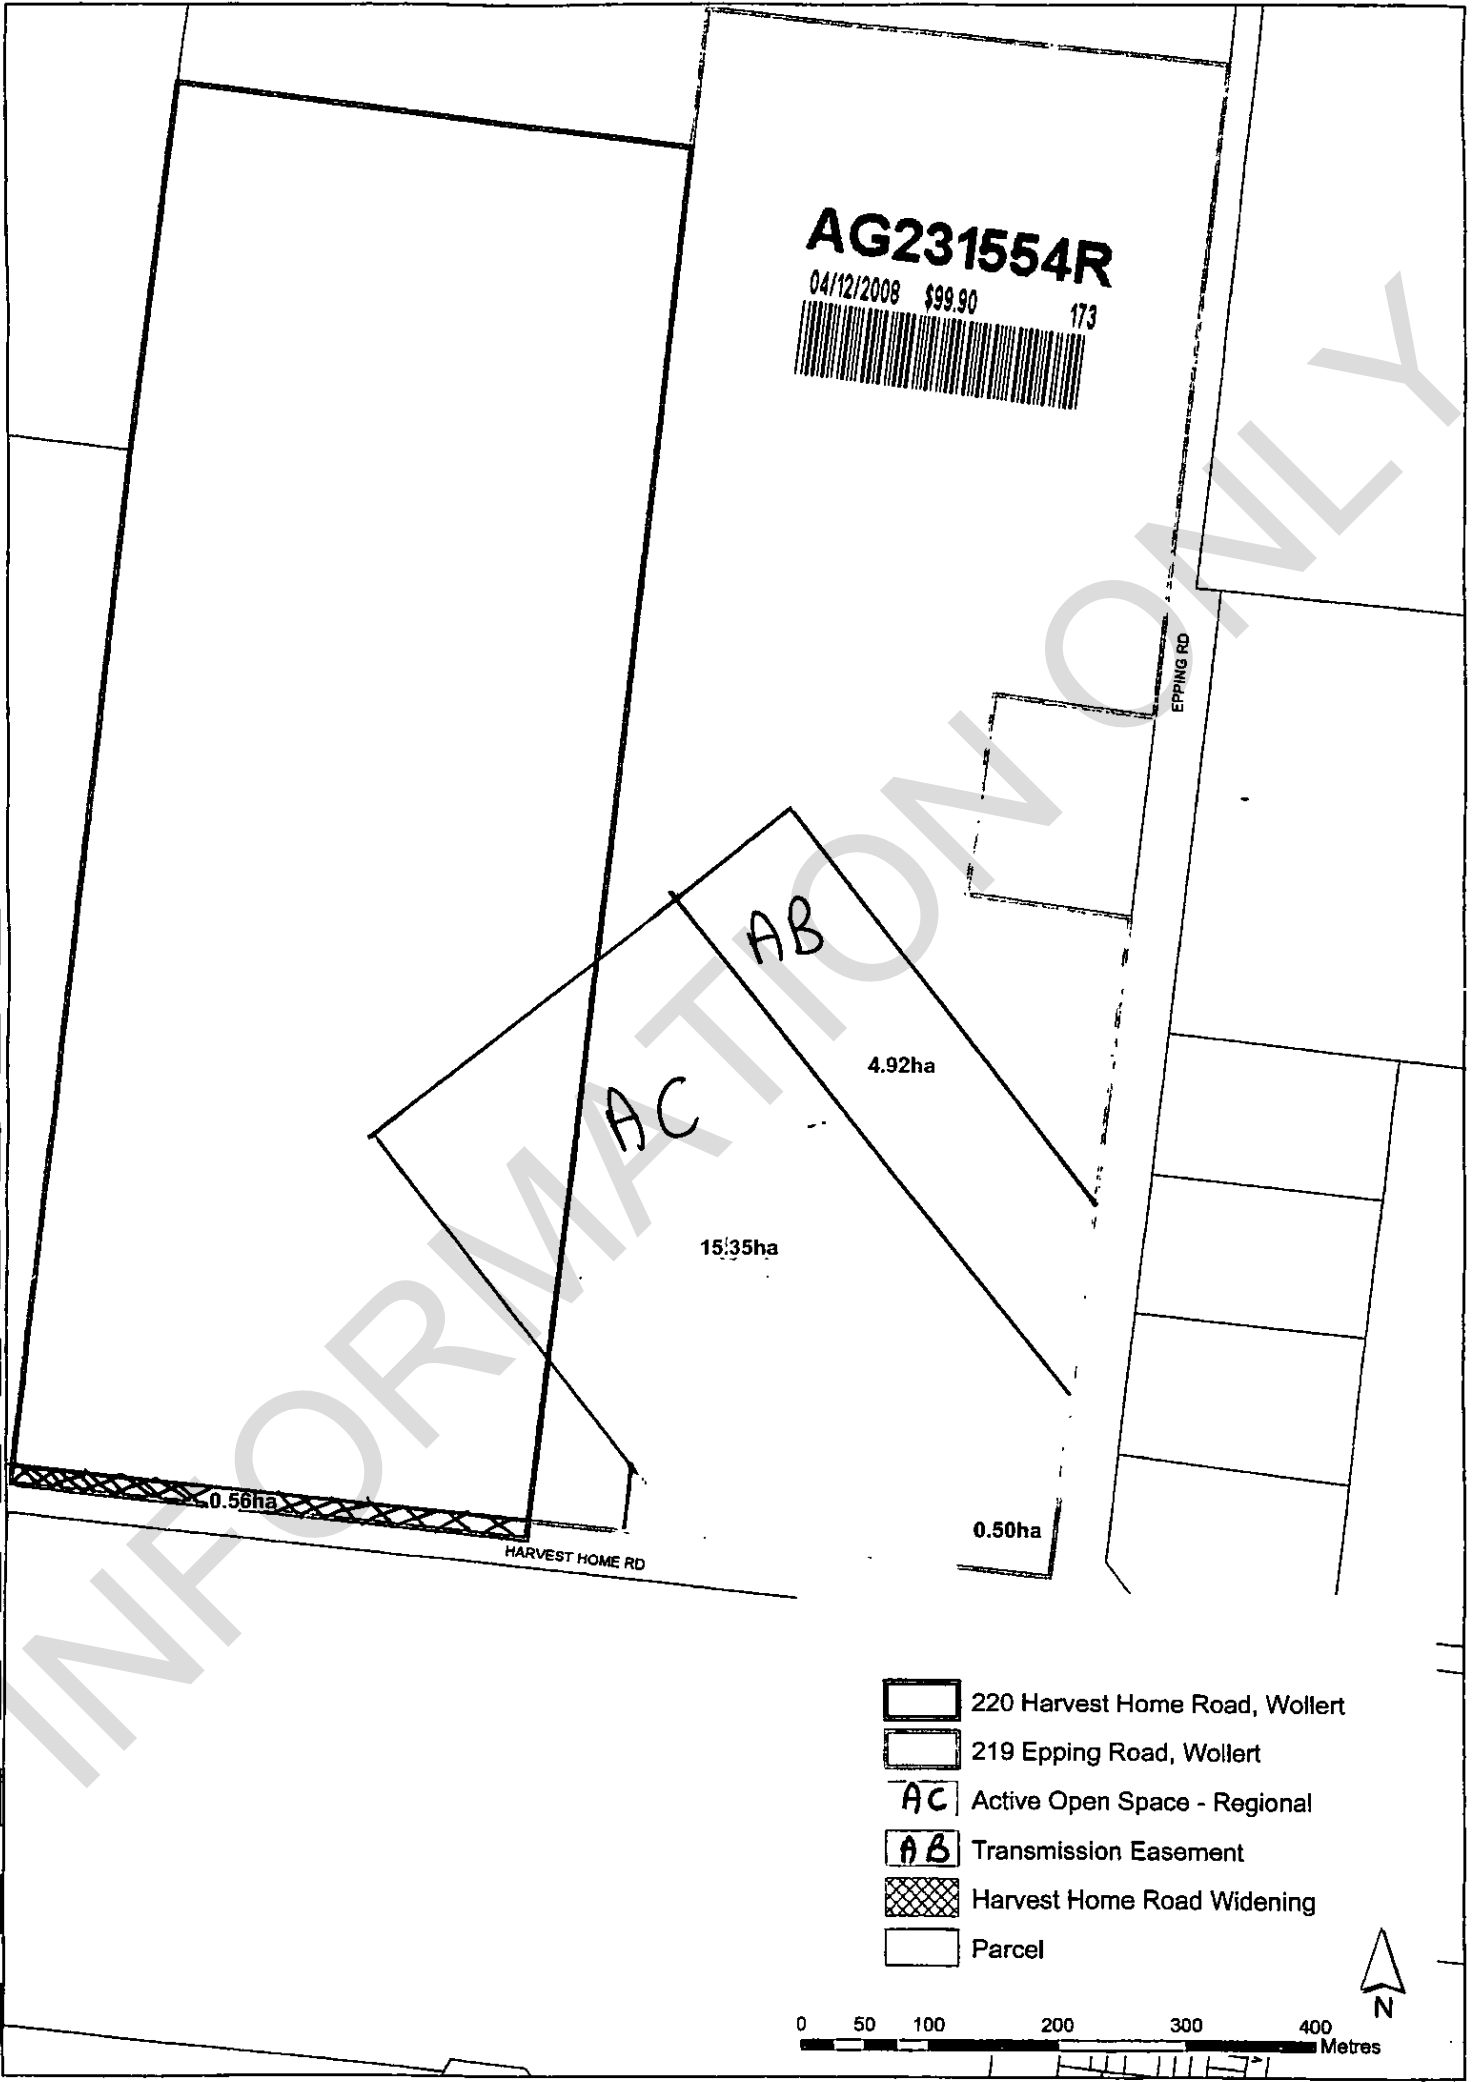 AG231554R
04/12/2008 $99.90 173
EPPING RD
AB
4.92ha
AC
15.35ha
0.56ha
0.50ha
HARVEST HOME RD
220 Harvest Home Road, Wollert
219 Epping Road, Wollert
AC Active Open Space - Regional
AB Transmission Easement
Harvest Home Road Widening
Parcel
N
0 50 100 200 300 400
Metres
INFORMATION ONLY